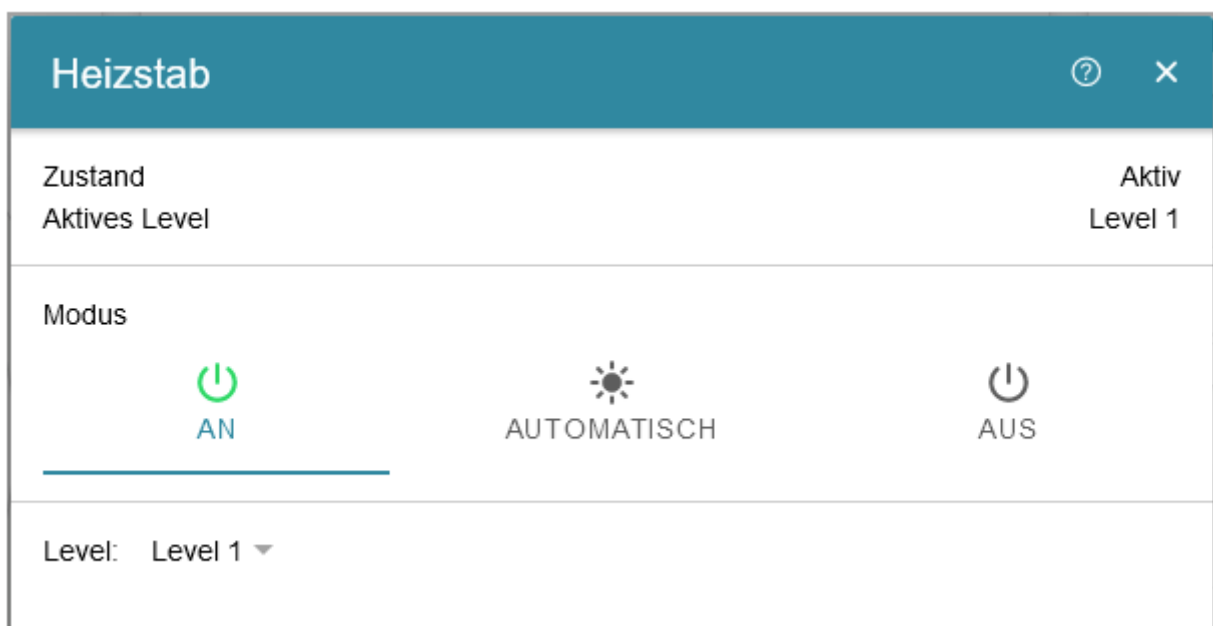 Heizstab
Zustand Aktiv
Aktives Level Level 1
Modus
AN AUTOMATISCH AUS
Level: Level 1